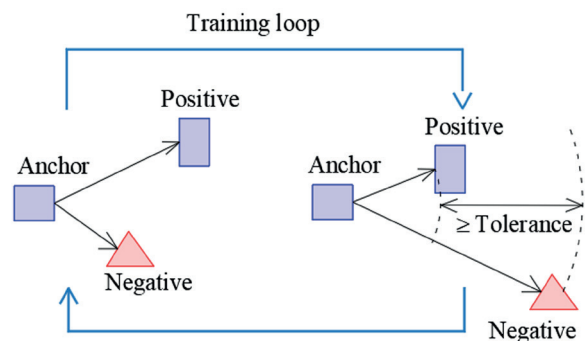 Training loop
Positive
Anchor
Negative
Positive
Anchor
≥ Tolerance
Negative